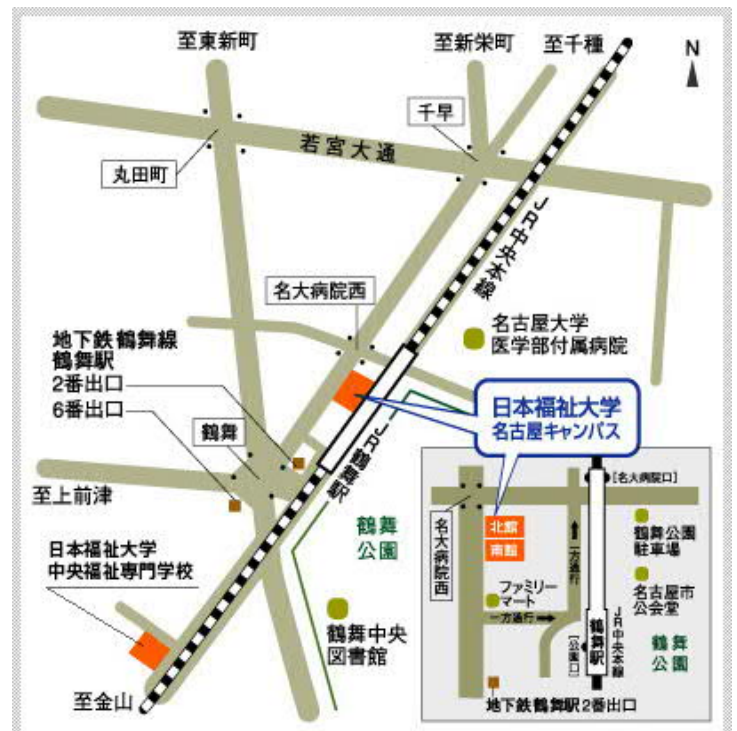 至東新町
至新栄町
至千種
N
千早
若宮大通
丸田町
JR中央本線
名大病院西
名古屋大学
医学部付属病院
地下鉄鶴舞線
鶴舞駅
2番出口
6番出口
日本福祉大学
名古屋キャンパス
鶴舞
JR鶴舞駅
至上前津
鶴舞
公園
日本福祉大学
中央福祉専門学校
鶴舞中央
図書館
至金山
[名大病院口]
名大病院西
北館
南館
一方通行
鶴舞公園
駐車場
ファミリー
マート
名古屋市
公会堂
一方通行
[公園口]
鶴舞駅
JR中央本線
鶴舞
公園
地下鉄鶴舞駅2番出口